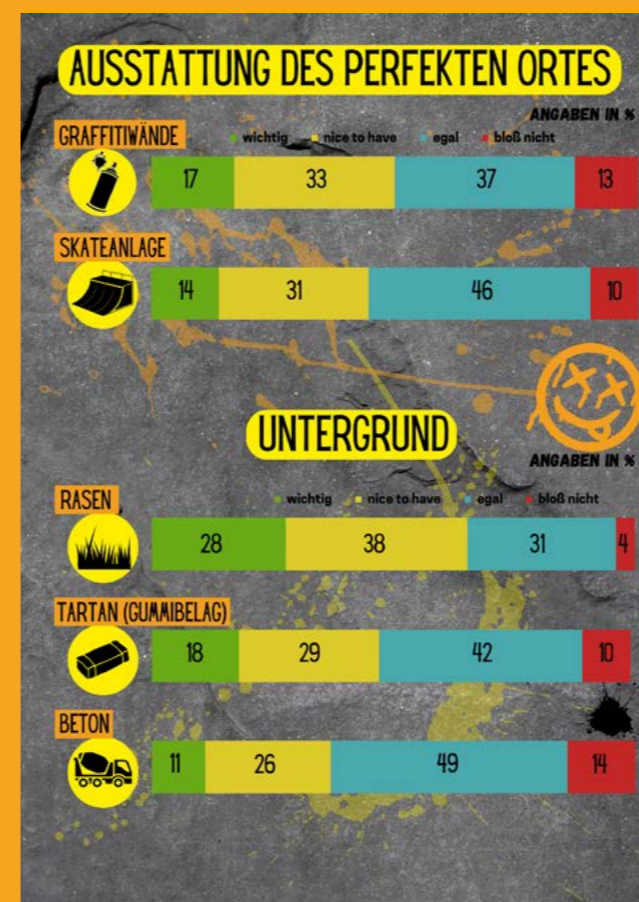 AUSSTATTUNG DES PERFEKTEN ORTES
ANGABEN IN %
GRAFFITIWÄNDE
wichtig nice to have egal bloß nicht
17 33 37 13
SKATEANLAGE
14 31 46 10
UNTERGRUND
ANGABEN IN %
RASEN
wichtig nice to have egal bloß nicht
28 38 31 4
TARTAN (GUMMIBELAG)
18 29 42 10
BETON
11 26 49 14